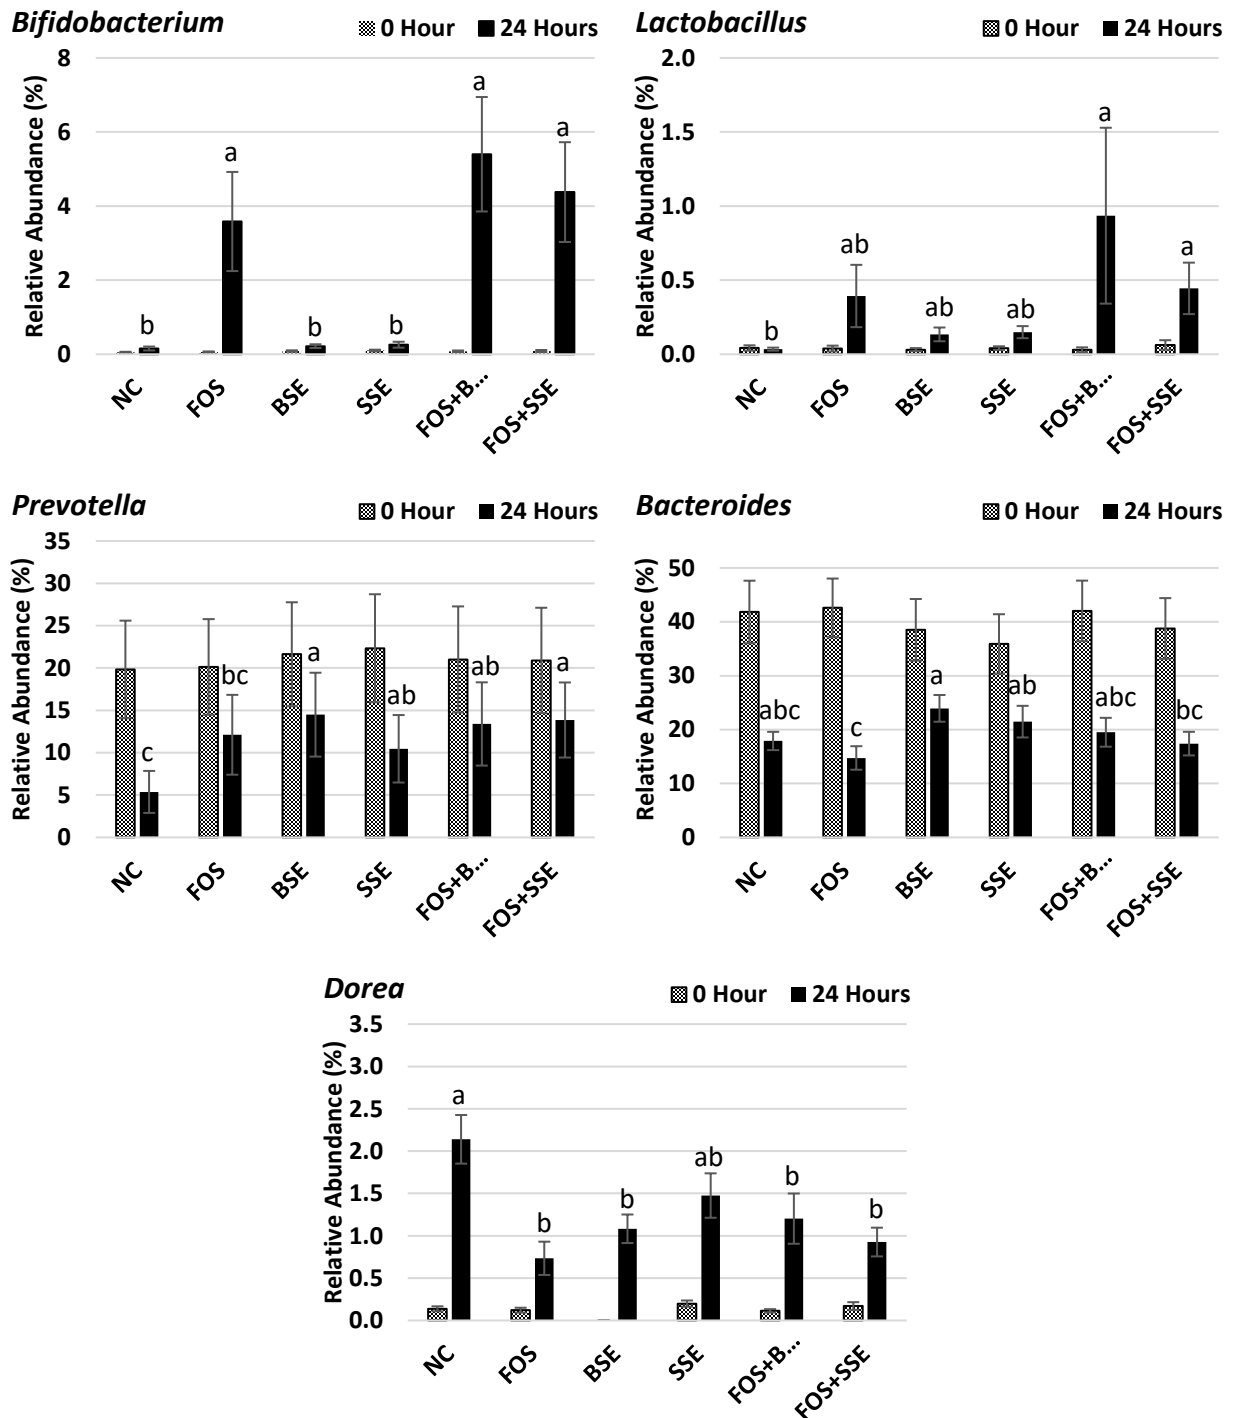 Bifidobacterium
0 Hour 24 Hours
Relative Abundance (%)
8
6
4
2
0
b a b b a a
NC FOS BSE SSE FOS+B... FOS+SSE
Lactobacillus
0 Hour 24 Hours
Relative Abundance (%)
2.0
1.5
1.0
0.5
0.0
b ab ab ab a a
NC FOS BSE SSE FOS+B... FOS+SSE
Prevotella
0 Hour 24 Hours
Relative Abundance (%)
35
30
25
20
15
10
5
0
c bc a ab ab a
NC FOS BSE SSE FOS+B... FOS+SSE
Bacteroides
0 Hour 24 Hours
Relative Abundance (%)
50
40
30
20
10
0
abc c a ab abc bc
NC FOS BSE SSE FOS+B... FOS+SSE
Dorea
0 Hour 24 Hours
Relative Abundance (%)
3.5
3.0
2.5
2.0
1.5
1.0
0.5
0.0
a b b ab b b
NC FOS BSE SSE FOS+B... FOS+SSE